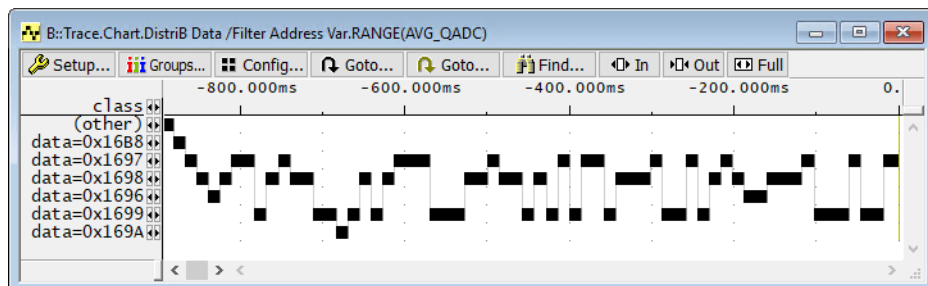 B::Trace.Chart.DistriB Data /Filter Address Var.RANGE(AVG_QADC)
Setup... Groups... Config... Goto... Goto... Find... In Out Full
-800.000ms -600.000ms -400.000ms -200.000ms 0.
class
(other)
data=0x16B8
data=0x1697
data=0x1698
data=0x1696
data=0x1699
data=0x169A